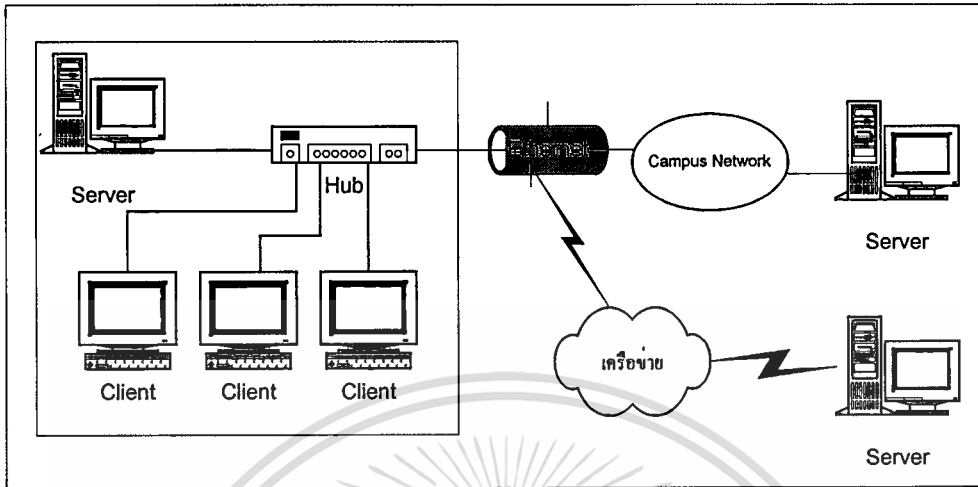 Server
Hub
Client
Client
Client
Ethernet
Campus Network
Server
เครือข่าย
Server